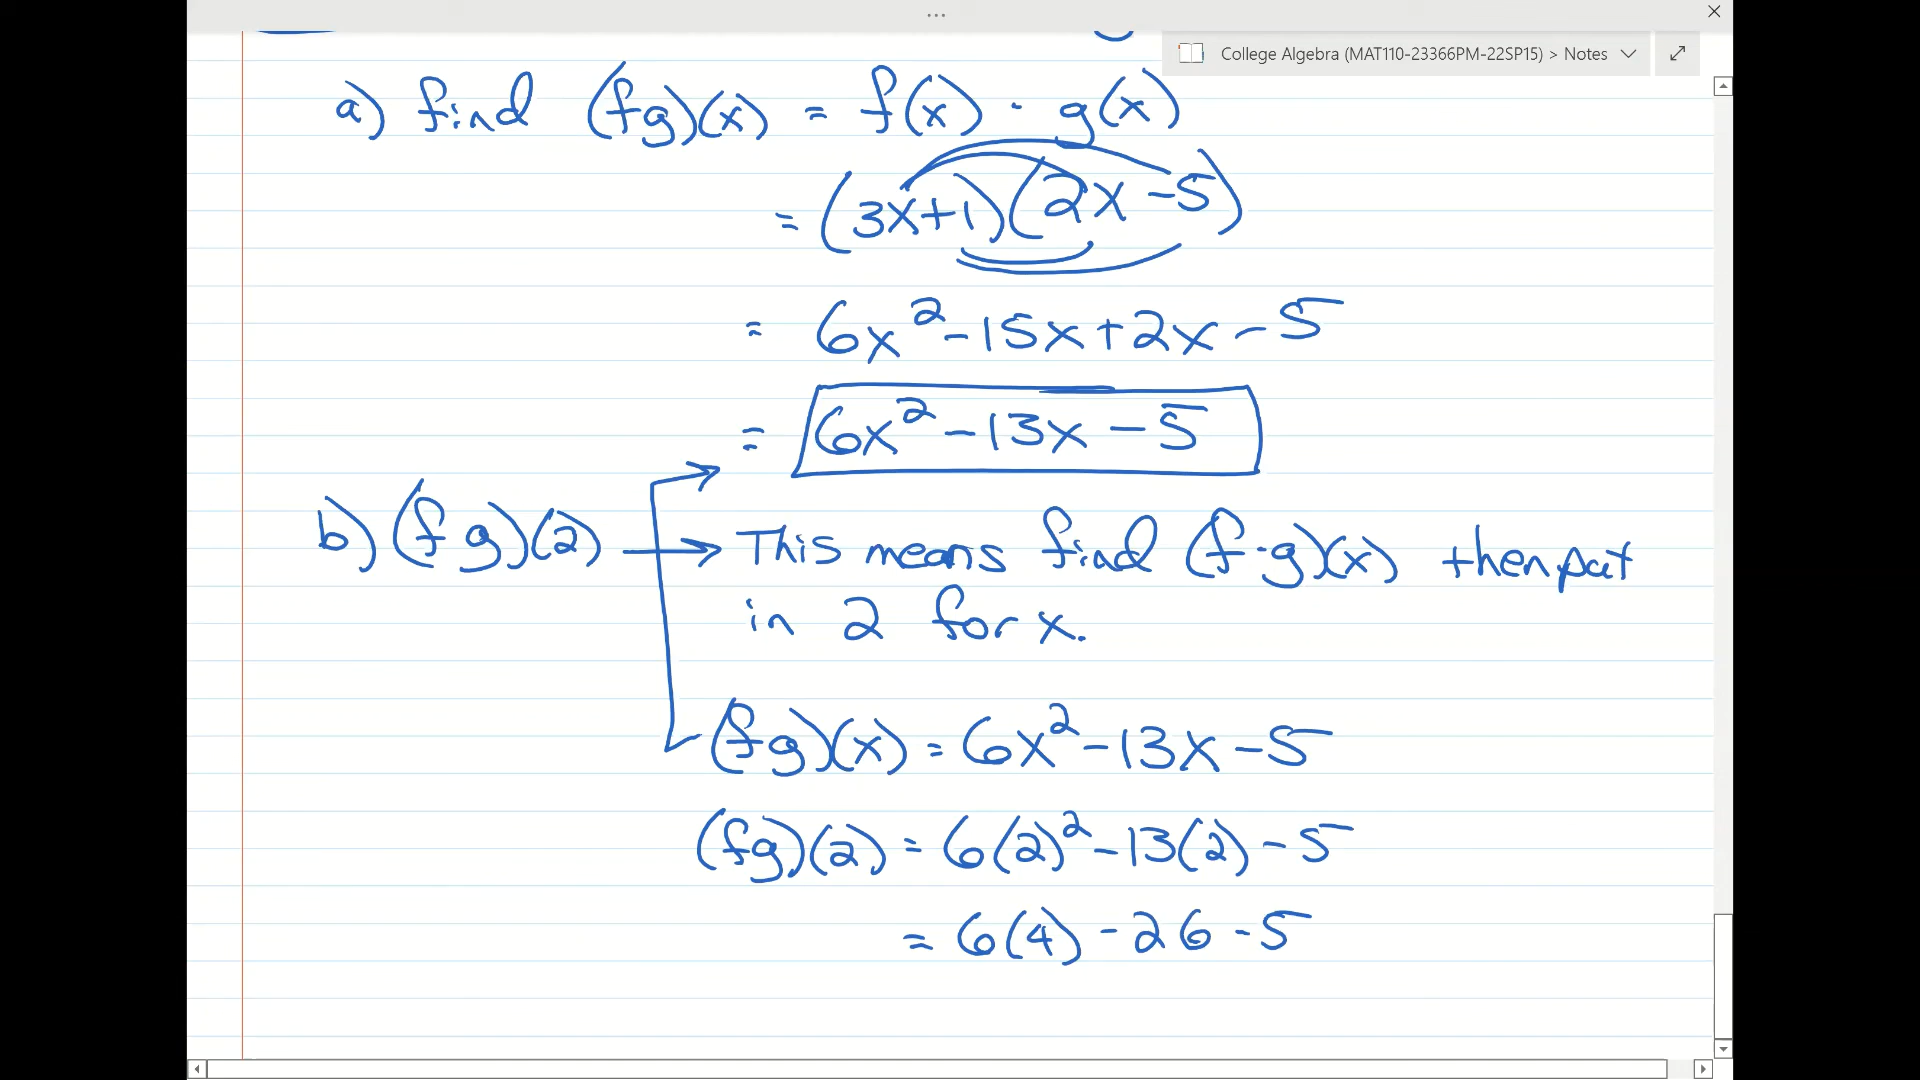 College Algebra (MAT110-23366PM-22SP15) > Notes
a) find (fg)(x) = f(x) · g(x)
= (3x+1)(2x-5)
= 6x²-15x+2x-5
= 6x²-13x-5
b) (fg)(2) → This means find (f·g)(x) then put
in 2 for x.
(fg)(x) = 6x²-13x-5
(fg)(2) = 6(2)²-13(2)-5
= 6(4)-26-5